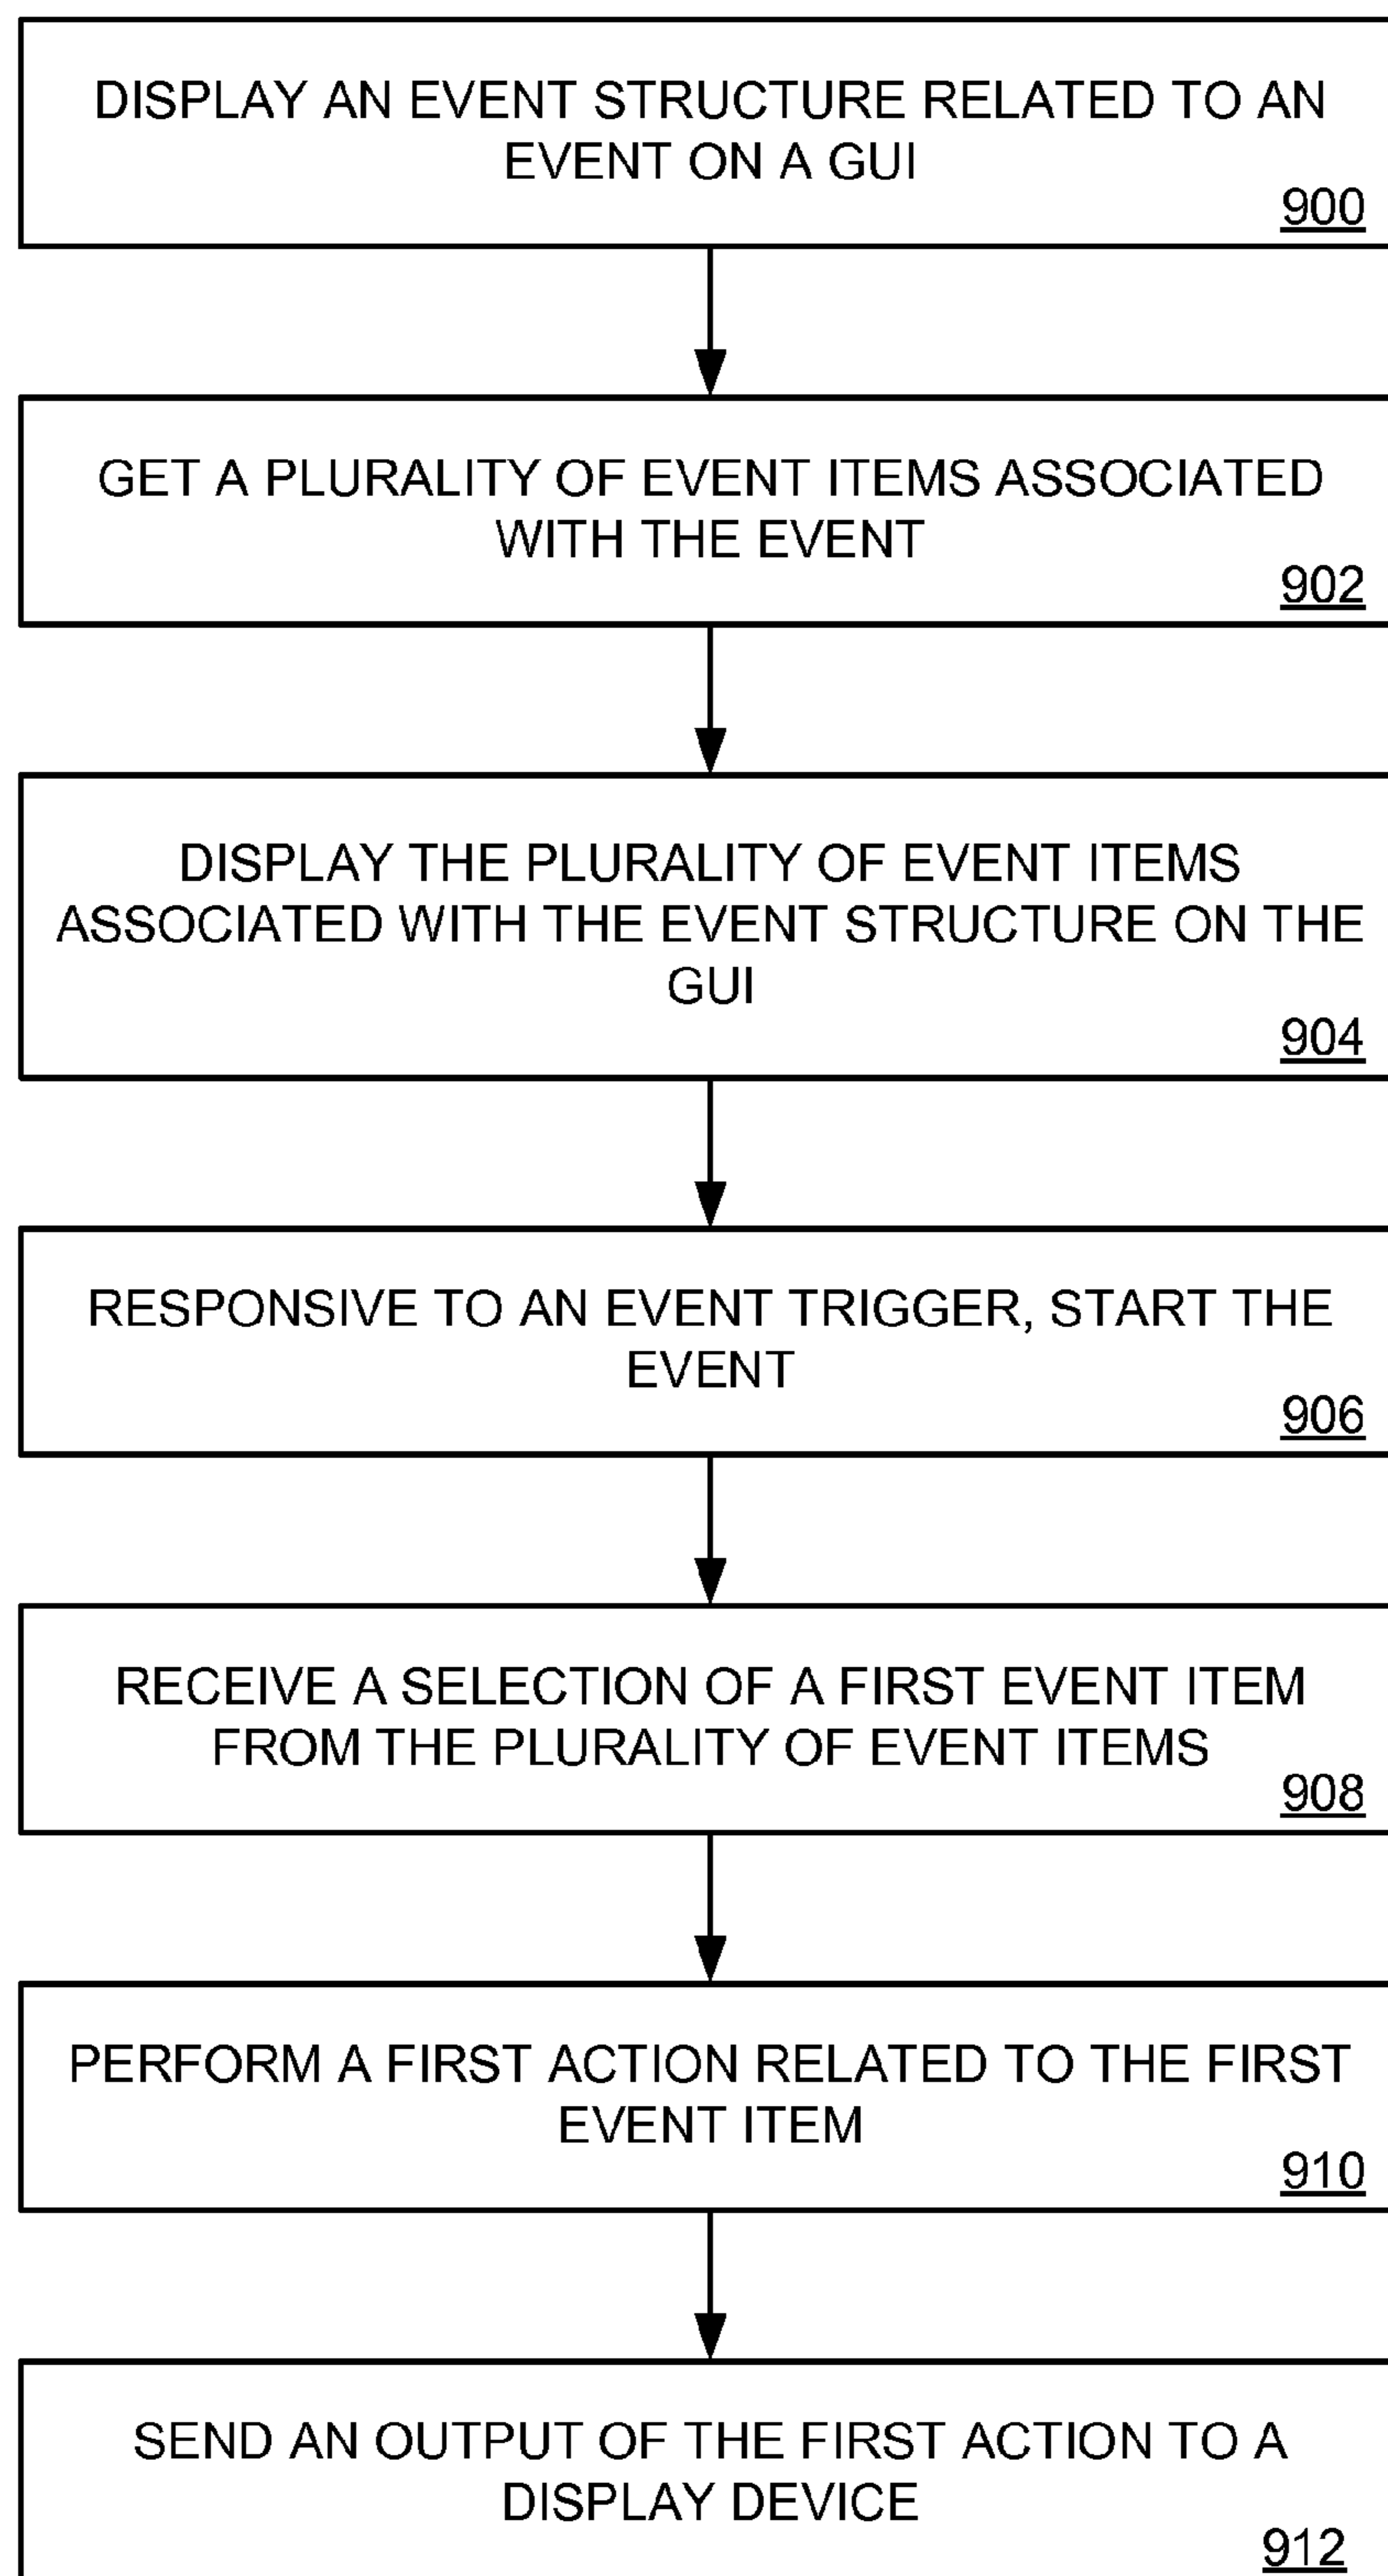 DISPLAY AN EVENT STRUCTURE RELATED TO AN
EVENT ON A GUI
900
GET A PLURALITY OF EVENT ITEMS ASSOCIATED
WITH THE EVENT
902
DISPLAY THE PLURALITY OF EVENT ITEMS
ASSOCIATED WITH THE EVENT STRUCTURE ON THE
GUI
904
RESPONSIVE TO AN EVENT TRIGGER, START THE
EVENT
906
RECEIVE A SELECTION OF A FIRST EVENT ITEM
FROM THE PLURALITY OF EVENT ITEMS
908
PERFORM A FIRST ACTION RELATED TO THE FIRST
EVENT ITEM
910
SEND AN OUTPUT OF THE FIRST ACTION TO A
DISPLAY DEVICE
912